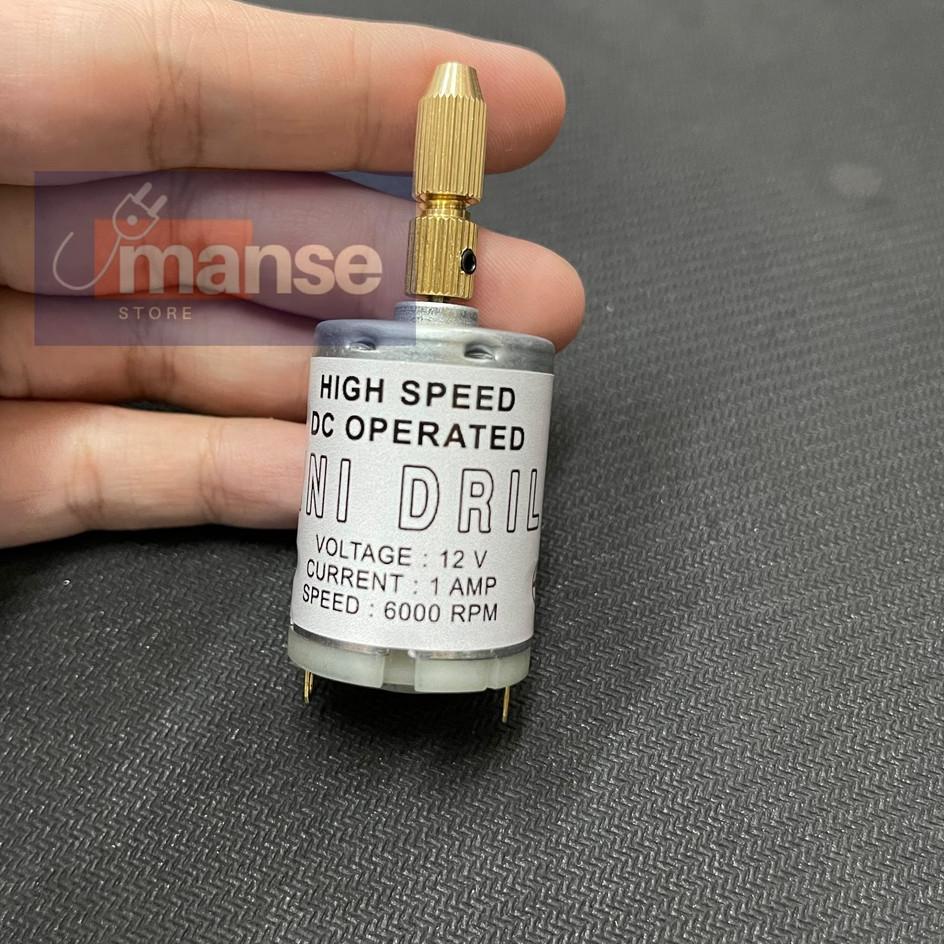 manse
STORE
HIGH SPEED
DC OPERATED
NI DRIL
VOLTAGE : 12 V
CURRENT : 1 AMP
SPEED : 6000 RPM